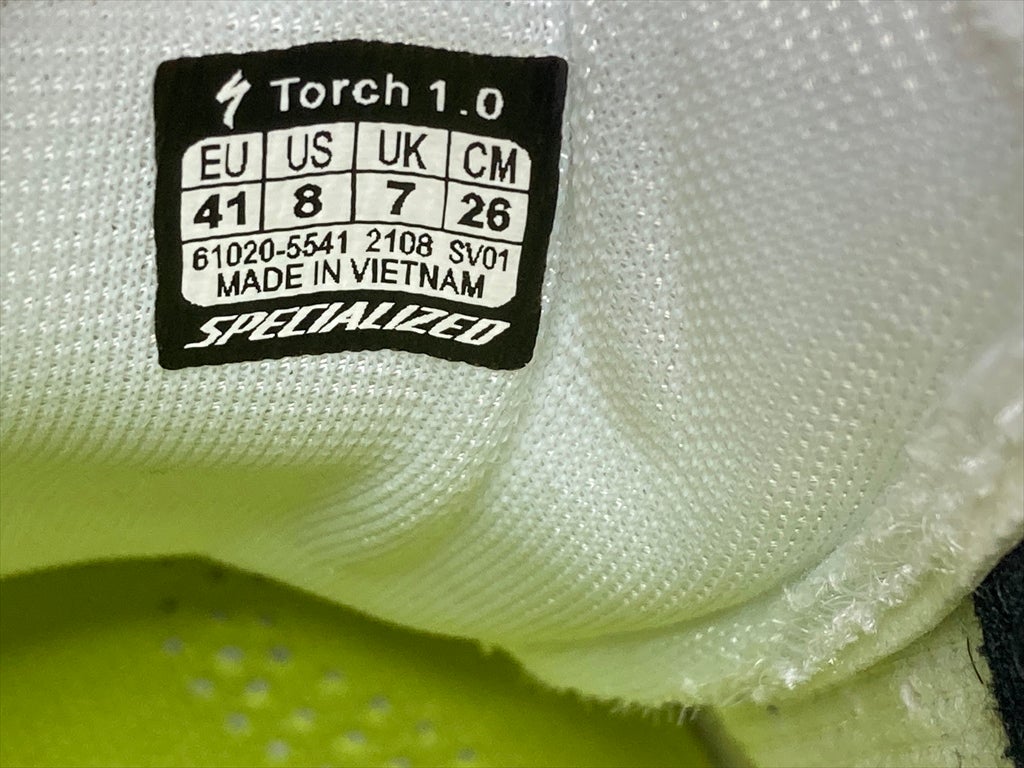 Torch 1.0
EU US UK CM
41 8 7 26
61020-5541 2108 SV01
MADE IN VIETNAM
SPECIALIZED